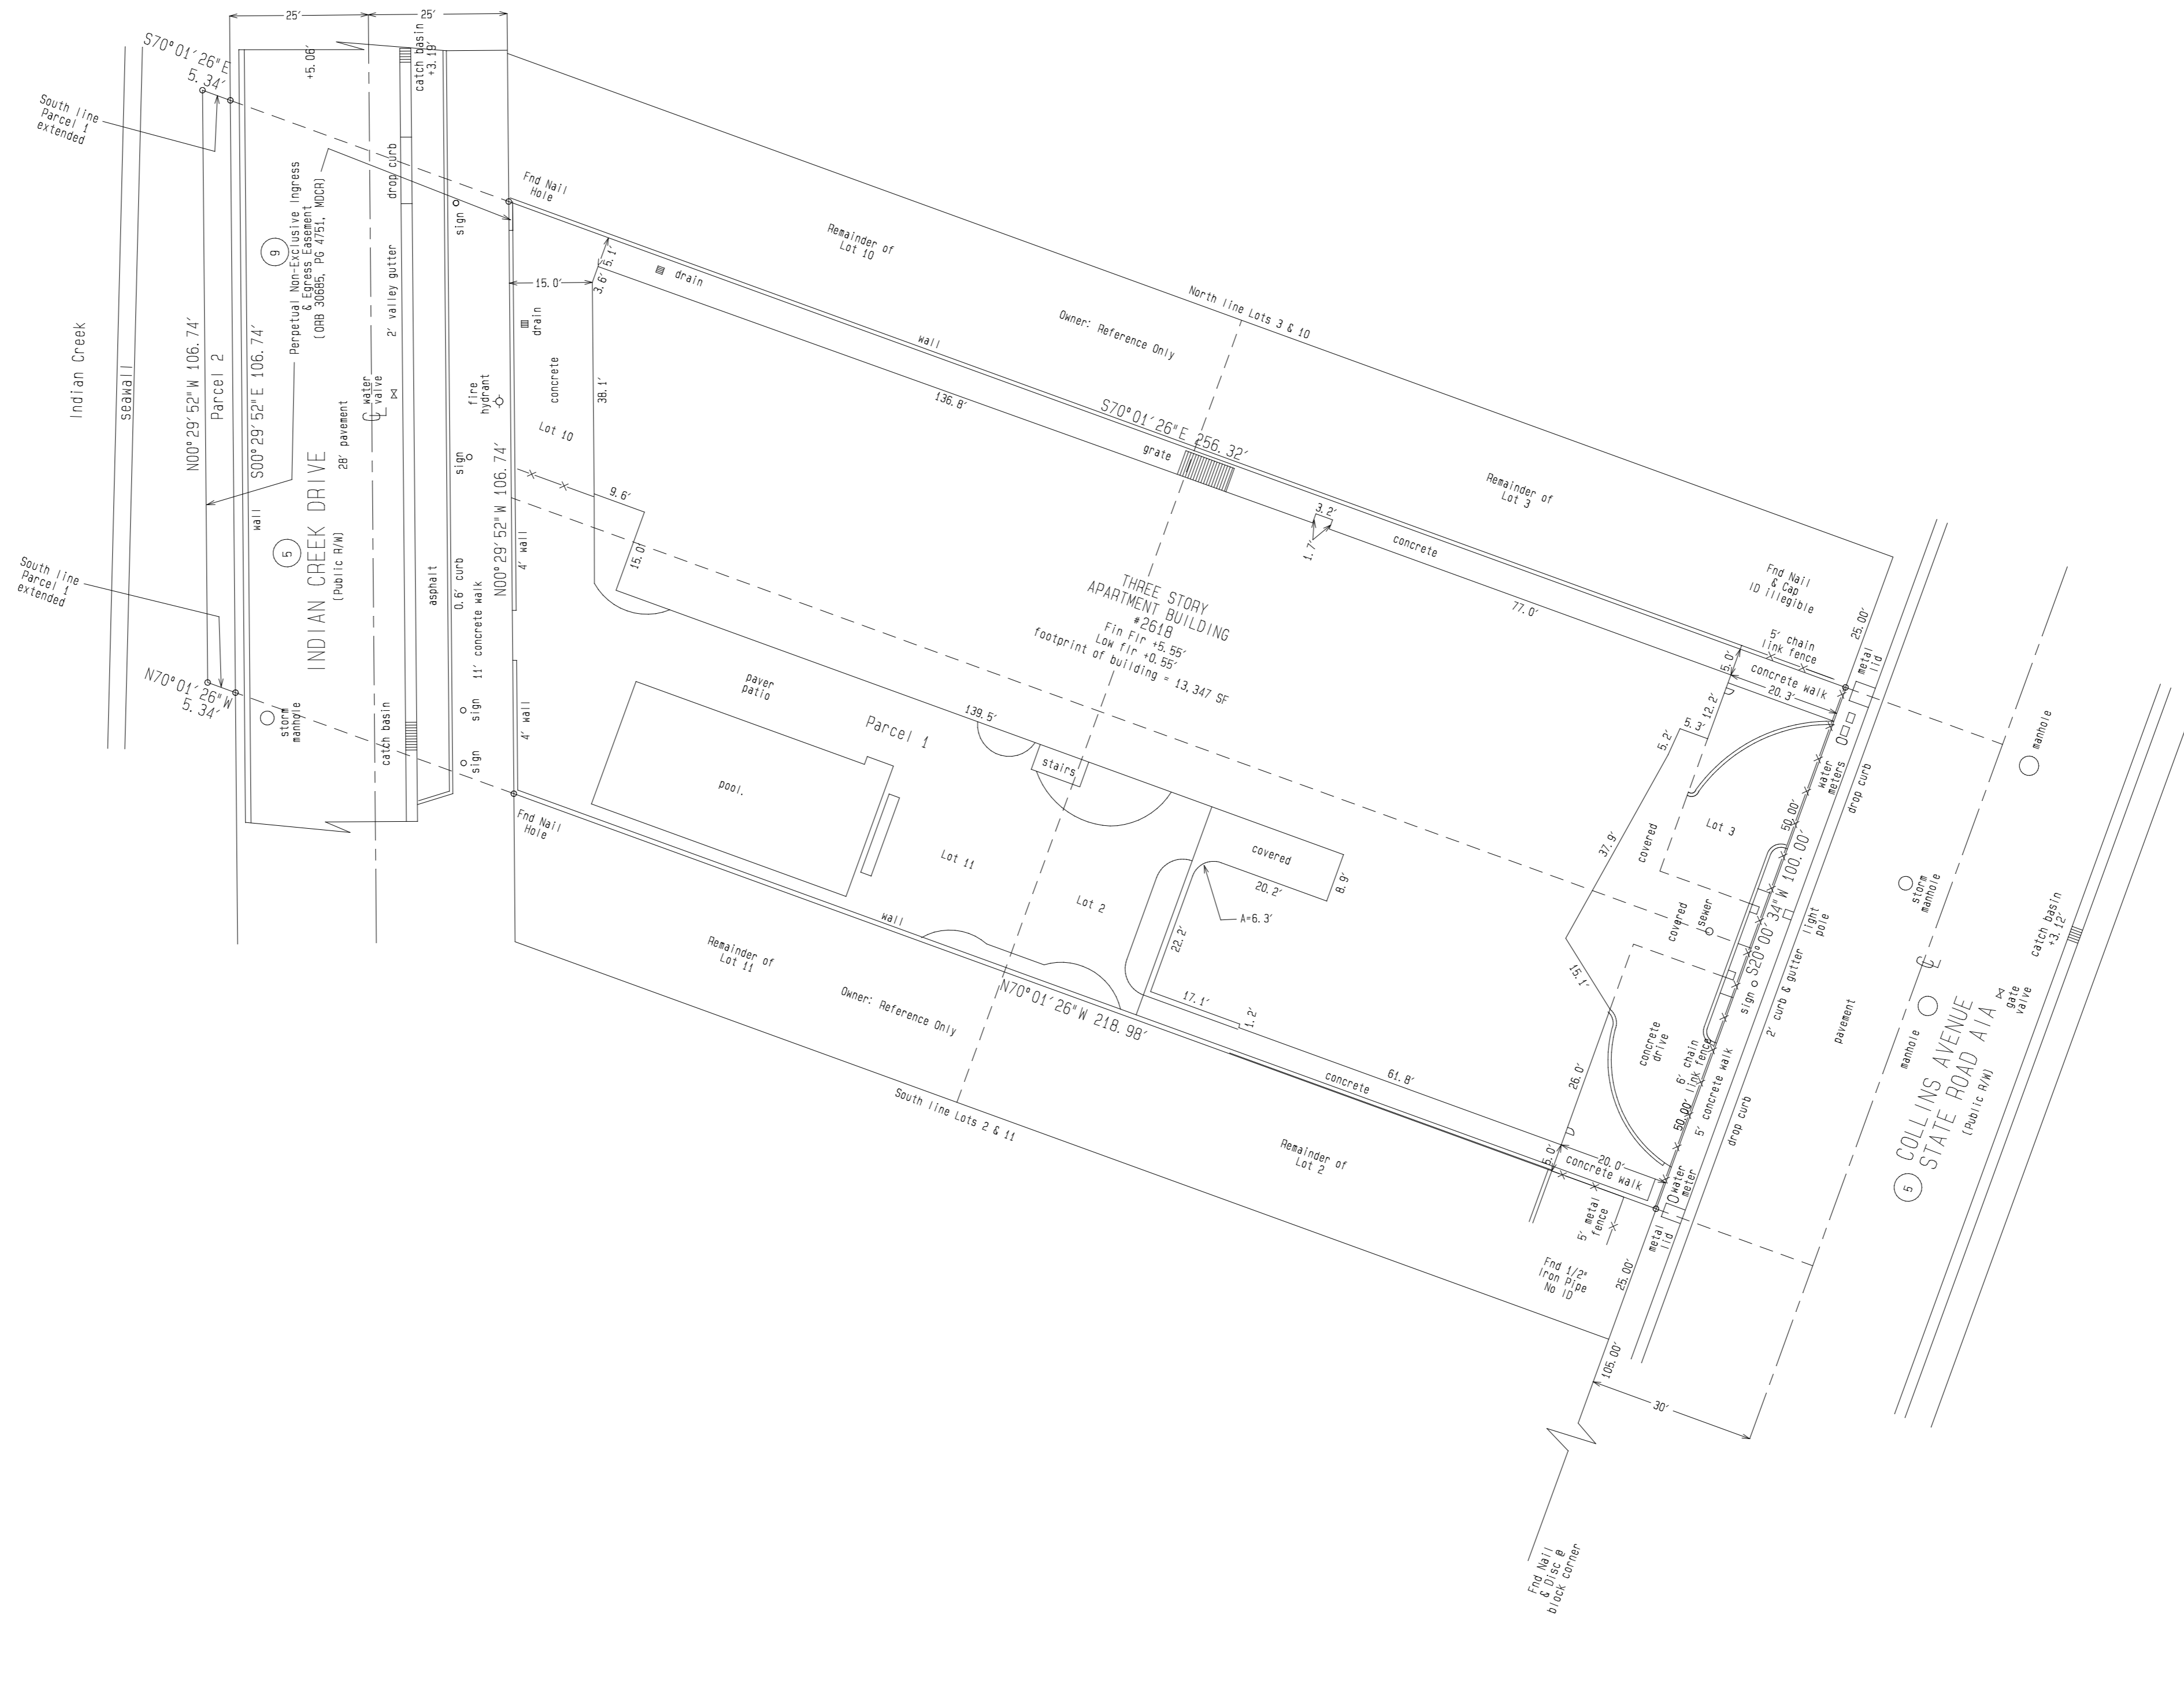 25'
25'
S70°01'26"E
5.34'
South line
Parcel 1
extended
+5.06'
catch basin
+3.19'
drop curb
Fnd Nail
Hole
sign
Perpetual Non-Exclusive Ingress
& Egress Easement
(ORB 30685, PG 4751, MDCR)
9
2' valley gutter
Indian Creek
seawall
N00°29'52"W 106.74'
Parcel 2
S00°29'52"E 106.74'
wall
5
INDIAN CREEK DRIVE
(Public R/W)
28' pavement
water
valve
C
fire
hydrant
sign
asphalt
0.6' curb
11' concrete walk
N00°29'52"W 106.74'
4' wall
4' wall
sign
sign
South line
Parcel 1
extended
N70°01'26"W
5.34'
storm
manhole
catch basin
Fnd Nail
Hole
15.0'
3.6'
5.1'
drain
drain
concrete
38.1'
Lot 10
9.6'
15.0'
Remainder of
Lot 10
Owner: Reference Only
North line Lots 3 & 10
wall
136.8'
S70°01'26"E 256.32'
grate
3.2'
1.7'
concrete
77.0'
Remainder of
Lot 3
Fnd Nail
& Cap
ID illegible
5' chain
link fence
25.00'
metal
lid
THREE STORY
APARTMENT BUILDING
#2618
Fin Flr +5.55'
Low flr +0.55'
footprint of building = 13,347 SF
paver
patio
Parcel 1
139.5'
pool.
stairs
Lot 11
Lot 2
covered
20.2'
8.9'
A=6.3'
22.2'
17.1'
1.2'
wall
Remainder of
Lot 11
Owner: Reference Only
N70°01'26"W 218.98'
South line Lots 2 & 11
concrete
61.8'
Remainder of
Lot 2
5.0'
concrete walk
20.3'
12.2'
5.3'
5.2'
37.9'
covered
Lot 3
water
meters
drop curb
50.00'
S20°00'34"W 100.00'
covered
sewer
light
pole
sign
2' curb & gutter
15.1'
concrete
drive
6' chain
link fence
50.00'
5' concrete walk
drop curb
26.0'
5.0'
20.0'
concrete walk
water
meter
5' metal
fence
metal
lid
Fnd 1/2"
Iron Pipe
No ID
25.00'
105.00'
30'
manhole
storm
manhole
catch basin
+3.12'
C
gate
valve
pavement
manhole
5
COLLINS AVENUE
STATE ROAD A1A
(Public R/W)
Fnd Nail
& Disc @
block corner